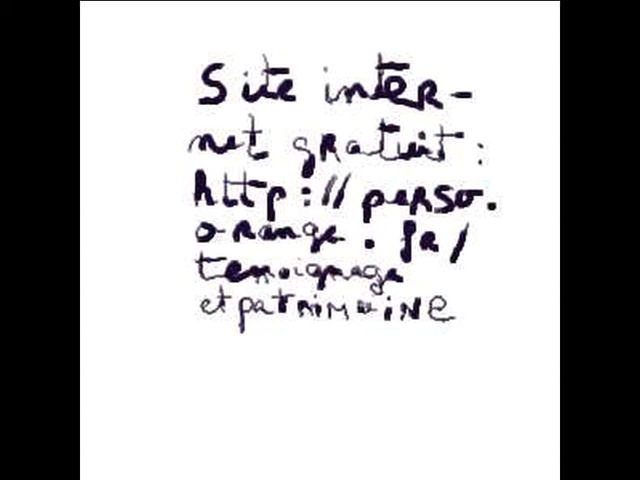 Site inter-
net gratuit :
http://perso.
orange.fr/
temoignage
etpatrimoine